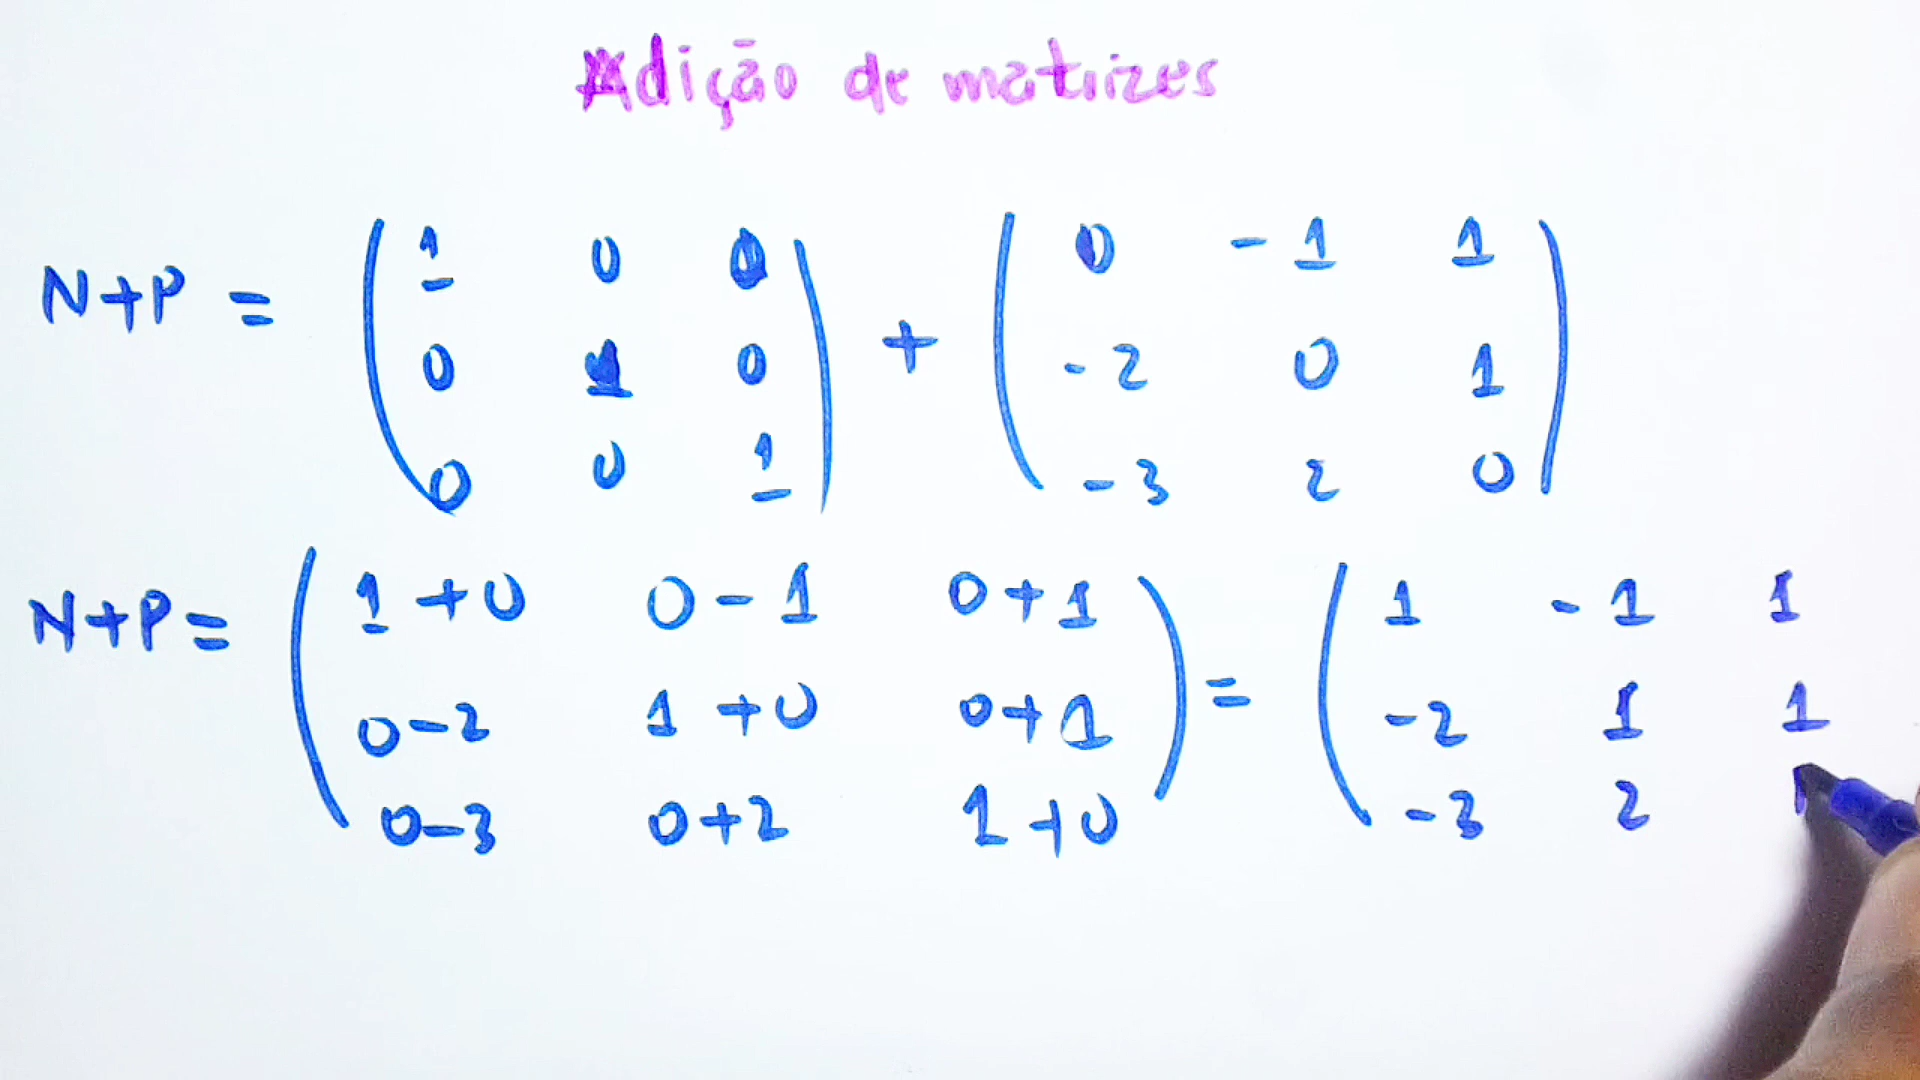 Adição de matrizes
N+P = ( 1 0 0 ) + ( 0 -1 1 )
0 1 0 -2 0 1
0 0 1 -3 2 0
N+P= ( 1+0 0-1 0+1 ) = ( 1 -1 1
0-2 1+0 0+1 -2 1 1
0-3 0+2 1+0 -3 2